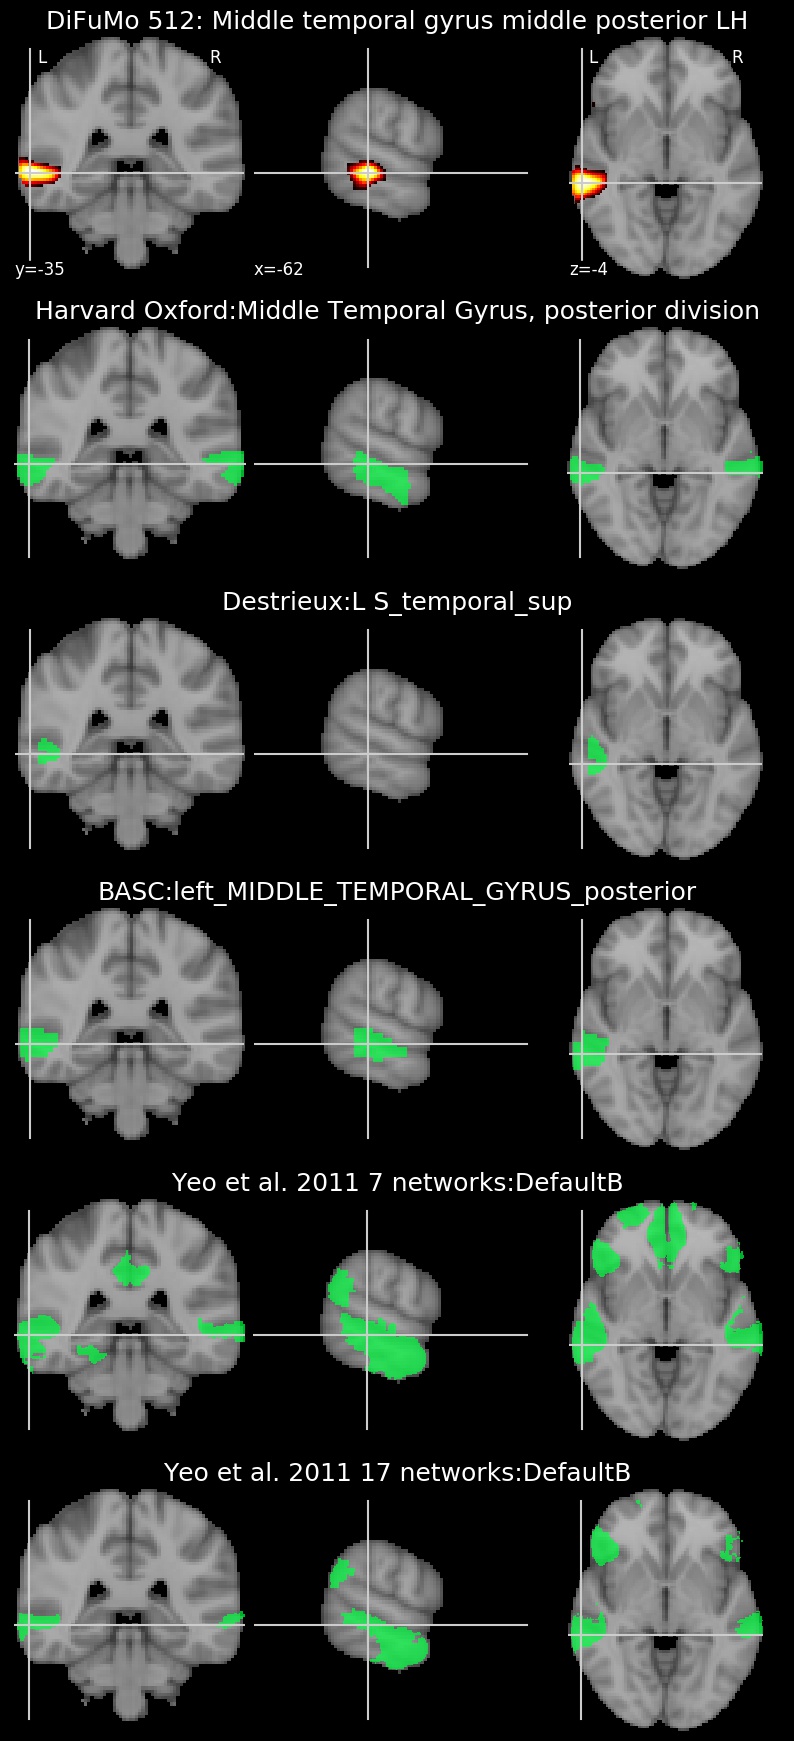 DiFuMo 512: Middle temporal gyrus middle posterior LH
L R L R
y=-35 x=-62 z=-4
Harvard Oxford:Middle Temporal Gyrus, posterior division
Destrieux:L S_temporal_sup
BASC:left_MIDDLE_TEMPORAL_GYRUS_posterior
Yeo et al. 2011 7 networks:DefaultB
Yeo et al. 2011 17 networks:DefaultB